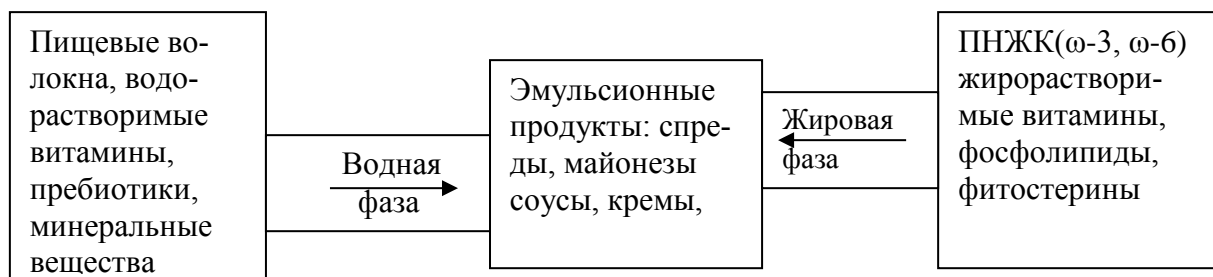 Пищевые во-
локна, водо-
растворимые
витамины,
пребиотики,
минеральные
вещества
Водная
фаза
Эмульсионные
продукты: спре-
ды, майонезы
соусы, кремы,
Жировая
фаза
ПНЖК(ω-3, ω-6)
жирораствори-
мые витамины,
фосфолипиды,
фитостерины